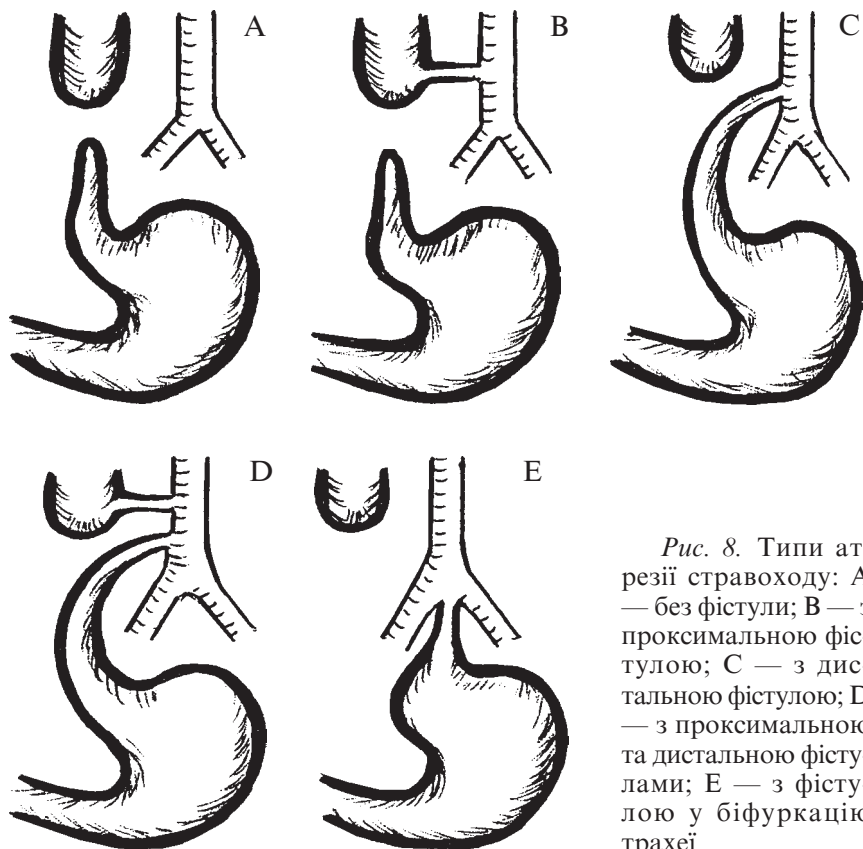 A
B
C
D
E
Рис. 8. Типи ат
резії стравоходу: А
— без фістули; В — з
проксимальною фіс
тулою; С — з дис
тальною фістулою; D
— з проксимальною
та дистальною фісту
лами; Е — з фісту
лою у біфуркацію
трахеї